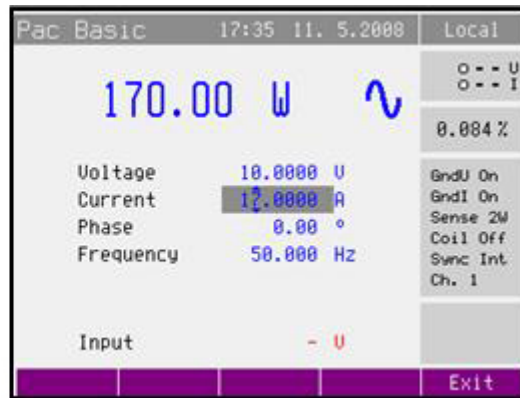 Pac Basic 17:35 11. 5.2008 Local
170.00 W
o - - U
o - - I
0.084 %
Voltage 10.0000 V
Current 17.0000 A
Phase 0.00 °
Frequency 50.000 Hz
GndU On
GndI On
Sense 2W
Coil Off
Sync Int
Ch. 1
Input - V
Exit